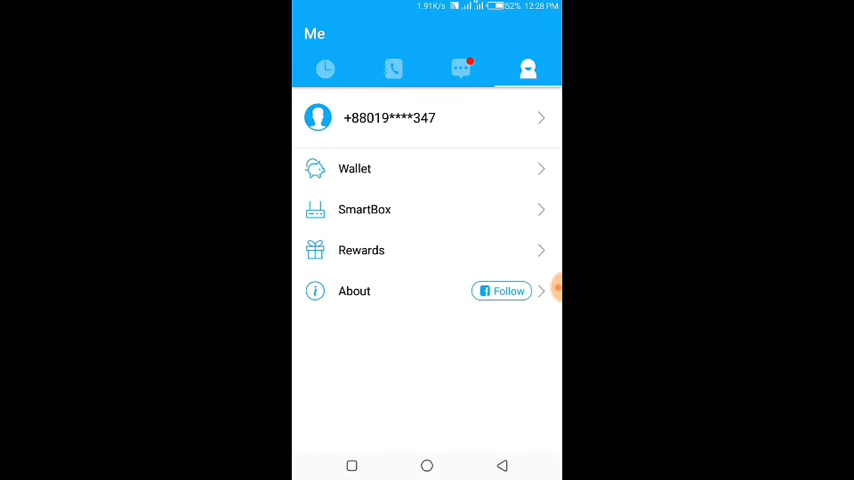 1.91K/s 52% 12:28 PM
Me
+88019****347
Wallet
SmartBox
Rewards
About Follow